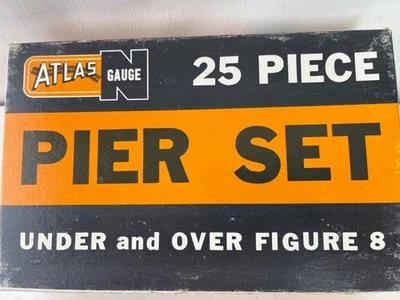 ATLAS N GAUGE 25 PIECE
PIER SET
UNDER and OVER FIGURE 8